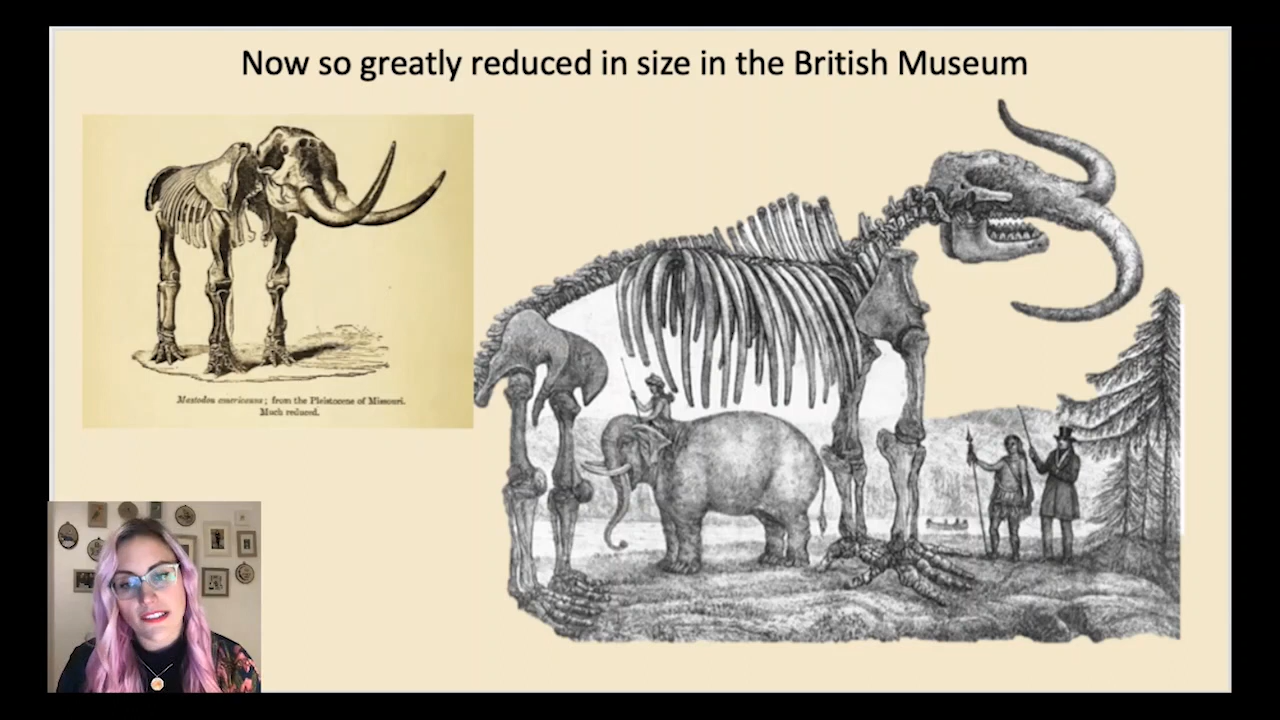 Now so greatly reduced in size in the British Museum
Mastodon americanus; from the Pleistocene of Missouri.
Much reduced.